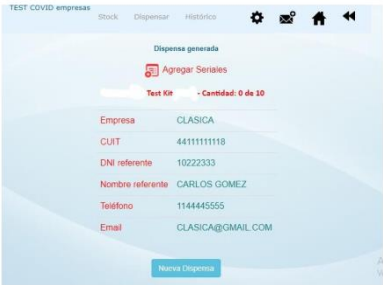 TEST COVID empresas
Stock Dispensar Histórico
Dispensa generada
Agregar Seriales
Test Kit - Cantidad: 0 de 10
Empresa CLASICA
CUIT 44111111118
DNI referente 10222333
Nombre referente CARLOS GOMEZ
Teléfono 1144445555
Email CLASICA@GMAIL.COM
Nueva Dispensa